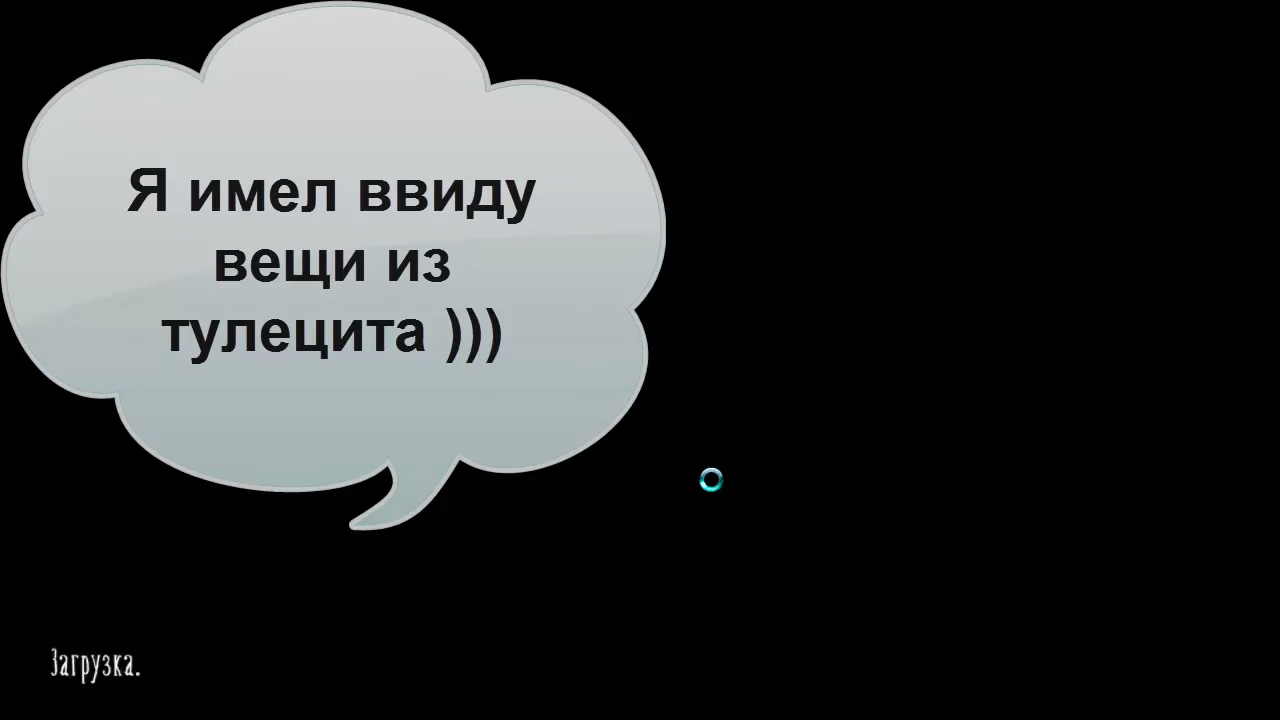 Я имел ввиду
вещи из
тулецита )))
Загрузка.